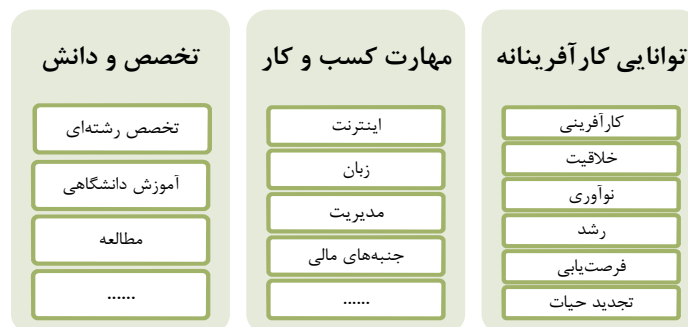 توانایی کارآفرینانه
کارآفرینی
خلاقیت
نوآوری
رشد
فرصت‌یابی
تجدید حیات
مهارت کسب و کار
اینترنت
زبان
مدیریت
جنبه‌های مالی
......
تخصص و دانش
تخصص رشته‌ای
آموزش دانشگاهی
مطالعه
......